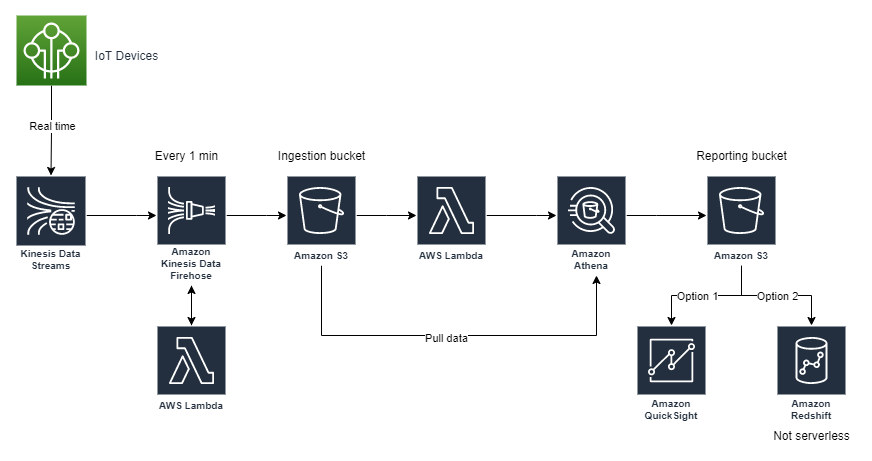 IoT Devices
Real time
Every 1 min
Ingestion bucket
Reporting bucket
Kinesis Data
Streams
Amazon
Kinesis Data
Firehose
Amazon S3
AWS Lambda
Amazon
Athena
Amazon S3
Option 1
Option 2
Pull data
AWS Lambda
Amazon
QuickSight
Amazon
Redshift
Not serverless